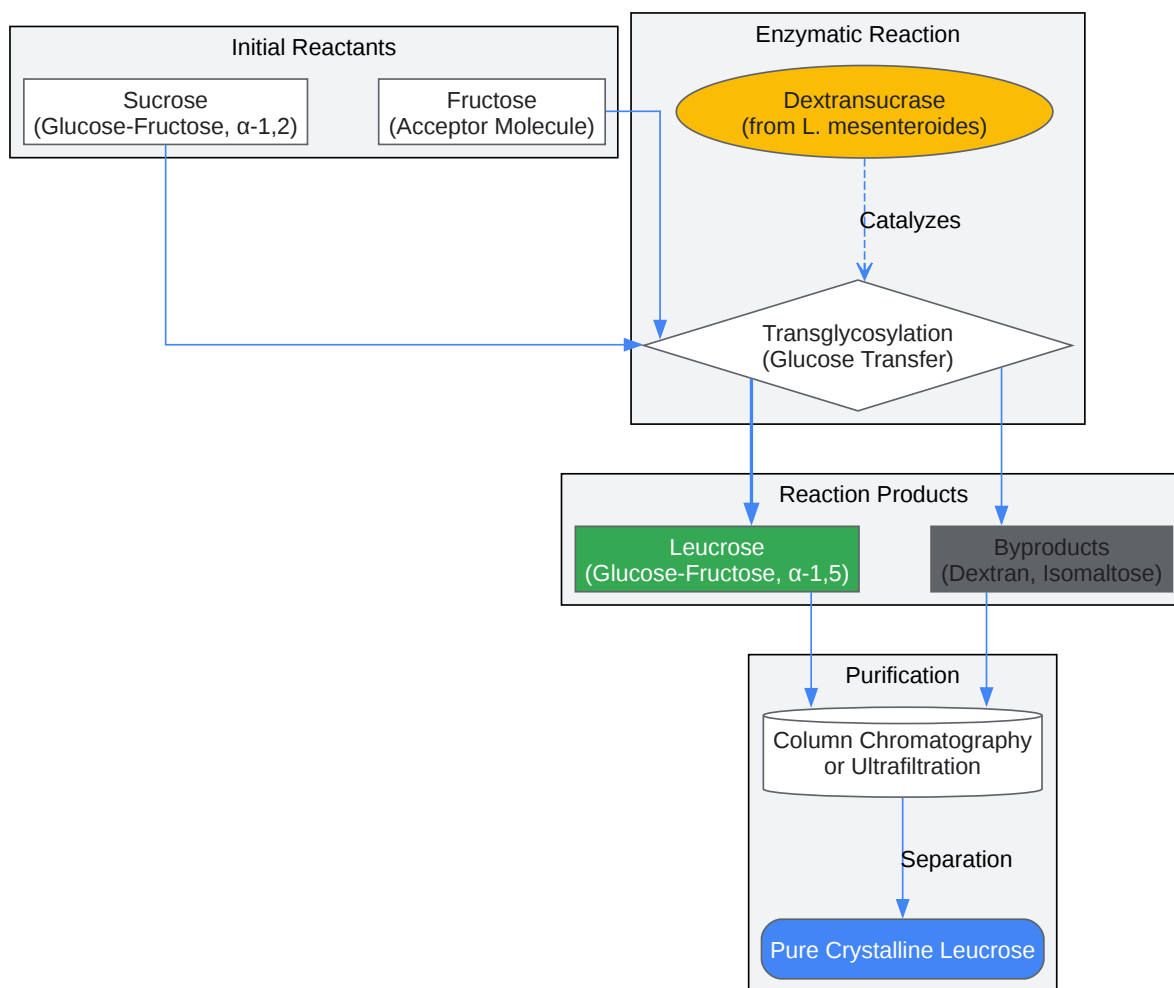 Initial Reactants
Sucrose
(Glucose-Fructose, α-1,2)
Fructose
(Acceptor Molecule)
Enzymatic Reaction
Dextransucrase
(from L. mesenteroides)
Catalyzes
Transglycosylation
(Glucose Transfer)
Reaction Products
Leucrose
(Glucose-Fructose, α-1,5)
Byproducts
(Dextran, Isomaltose)
Purification
Column Chromatography
or Ultrafiltration
Separation
Pure Crystalline Leucrose